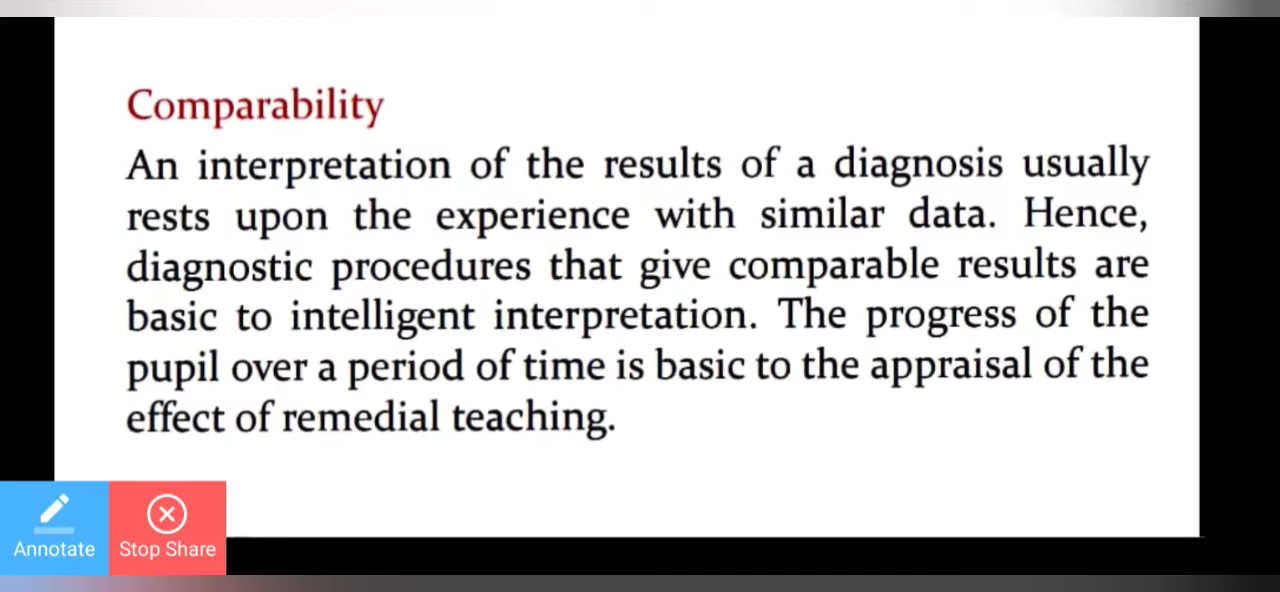 Comparability
An interpretation of the results of a diagnosis usually
rests upon the experience with similar data. Hence,
diagnostic procedures that give comparable results are
basic to intelligent interpretation. The progress of the
pupil over a period of time is basic to the appraisal of the
effect of remedial teaching.
Annotate Stop Share